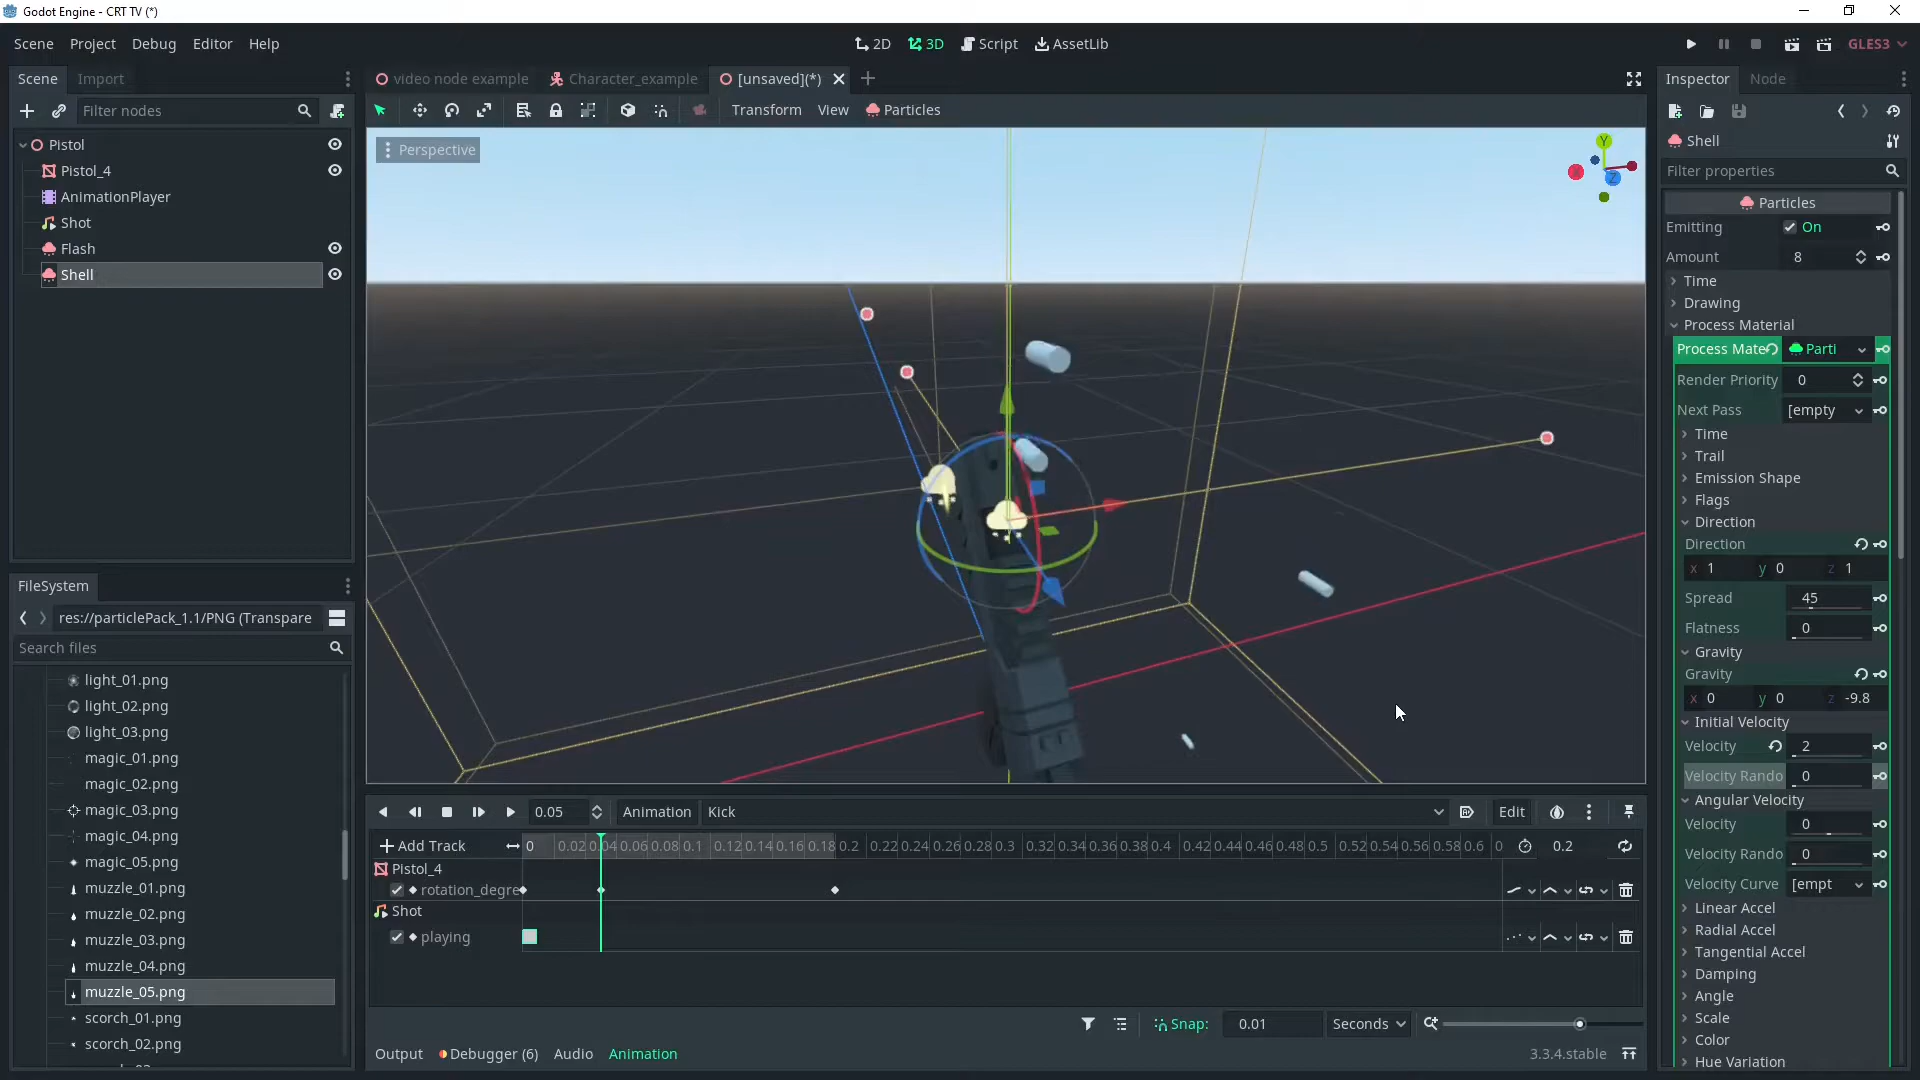 Godot Engine - CRT TV (*)
Scene Project Debug Editor Help
2D 3D Script AssetLib
GLES3
Scene Import
Filter nodes
Pistol
Pistol_4
AnimationPlayer
Shot
Flash
Shell
FileSystem
res://particlePack_1.1/PNG (Transpare
Search files
light_01.png
light_02.png
light_03.png
magic_01.png
magic_02.png
magic_03.png
magic_04.png
magic_05.png
muzzle_01.png
muzzle_02.png
muzzle_03.png
muzzle_04.png
muzzle_05.png
scorch_01.png
scorch_02.png
video node example Character_example [unsaved](*)
Transform View Particles
Perspective
Y
X
Z
0.05 Animation Kick Edit
Add Track 0 0.02 0.04 0.06 0.08 0.1 0.12 0.14 0.16 0.18 0.2 0.22 0.24 0.26 0.28 0.3 0.32 0.34 0.36 0.38 0.4 0.42 0.44 0.46 0.48 0.5 0.52 0.54 0.56 0.58 0.6 0 0.2
Pistol_4
rotation_degre
Shot
playing
Snap: 0.01 Seconds
Output Debugger (6) Audio Animation 3.3.4.stable
Inspector Node
Shell
Filter properties
Particles
Emitting On
Amount 8
Time
Drawing
Process Material
Process Mate Parti
Render Priority 0
Next Pass [empty
Time
Trail
Emission Shape
Flags
Direction
Direction
x 1 y 0 z 1
Spread 45
Flatness 0
Gravity
Gravity
x 0 y 0 z -9.8
Initial Velocity
Velocity 2
Velocity Rando 0
Angular Velocity
Velocity 0
Velocity Rando 0
Velocity Curve [empt
Linear Accel
Radial Accel
Tangential Accel
Damping
Angle
Scale
Color
Hue Variation